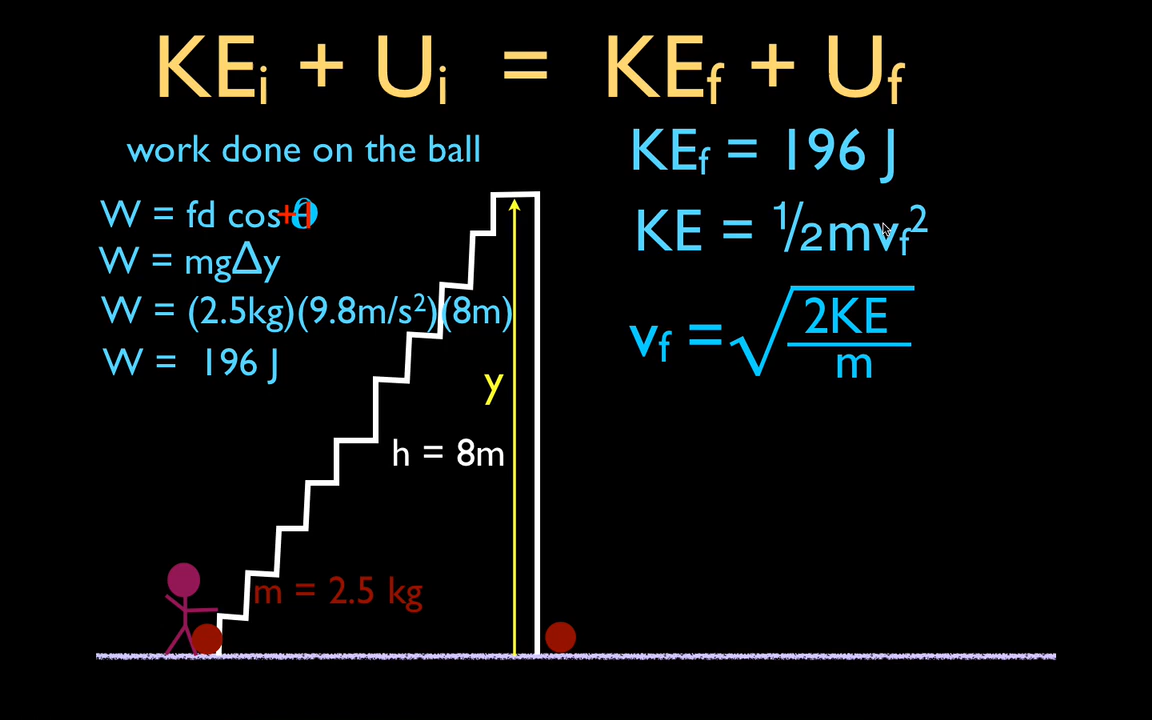 KEi + Ui = KEf + Uf
work done on the ball
W = fd cos
W = mgΔy
W = (2.5kg)(9.8m/s²)(8m)
W = 196 J
y
h = 8m
m = 2.5 kg
KEf = 196 J
KE = ½mvf²
vf = √2KE
m